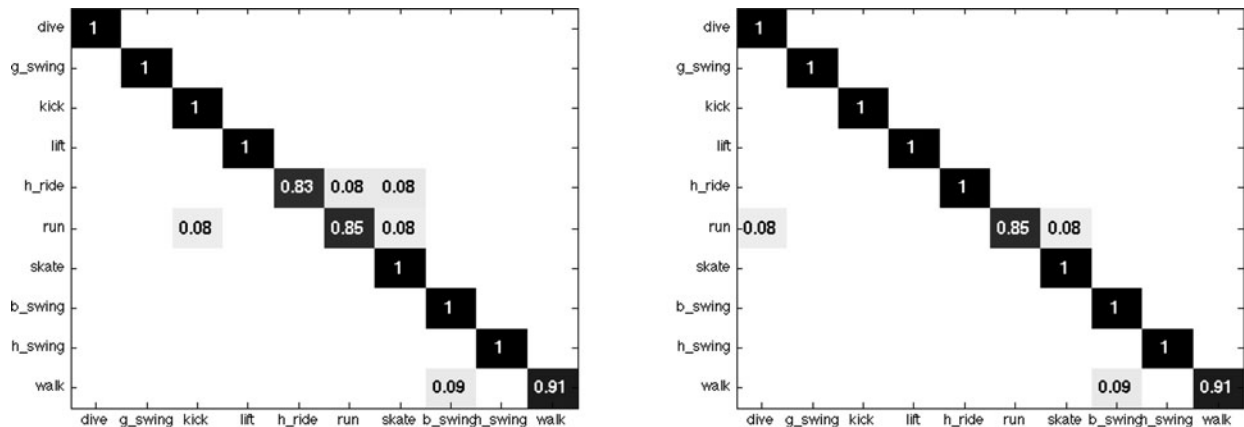 dive 1
g_swing 1
kick 1
lift 1
h_ride 0.83 0.08 0.08
run 0.08 0.85 0.08
skate 1
b_swing 1
h_swing 1
walk 0.09 0.91
dive g_swing kick lift h_ride run skate b_swing h_swing walk
dive 1
g_swing 1
kick 1
lift 1
h_ride 1
run 0.08 0.85 0.08
skate 1
b_swing 1
h_swing 1
walk 0.09 0.91
dive g_swing kick lift h_ride run skate b_swing h_swing walk